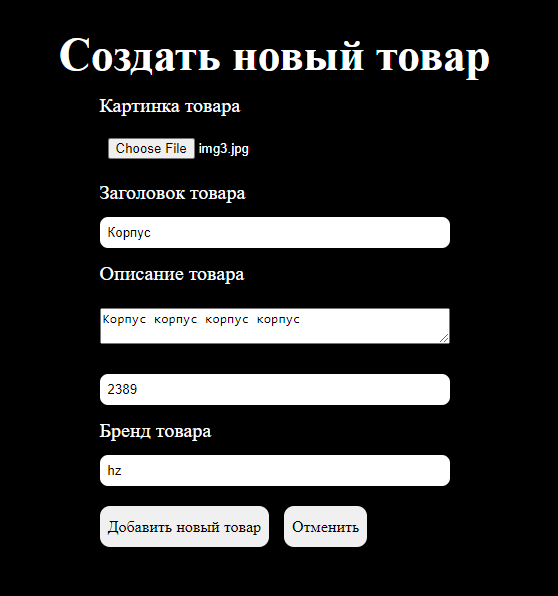 Создать новый товар
Картинка товара
Choose File img3.jpg
Заголовок товара
Корпус
Описание товара
Корпус корпус корпус корпус
2389
Бренд товара
hz
Добавить новый товар Отменить